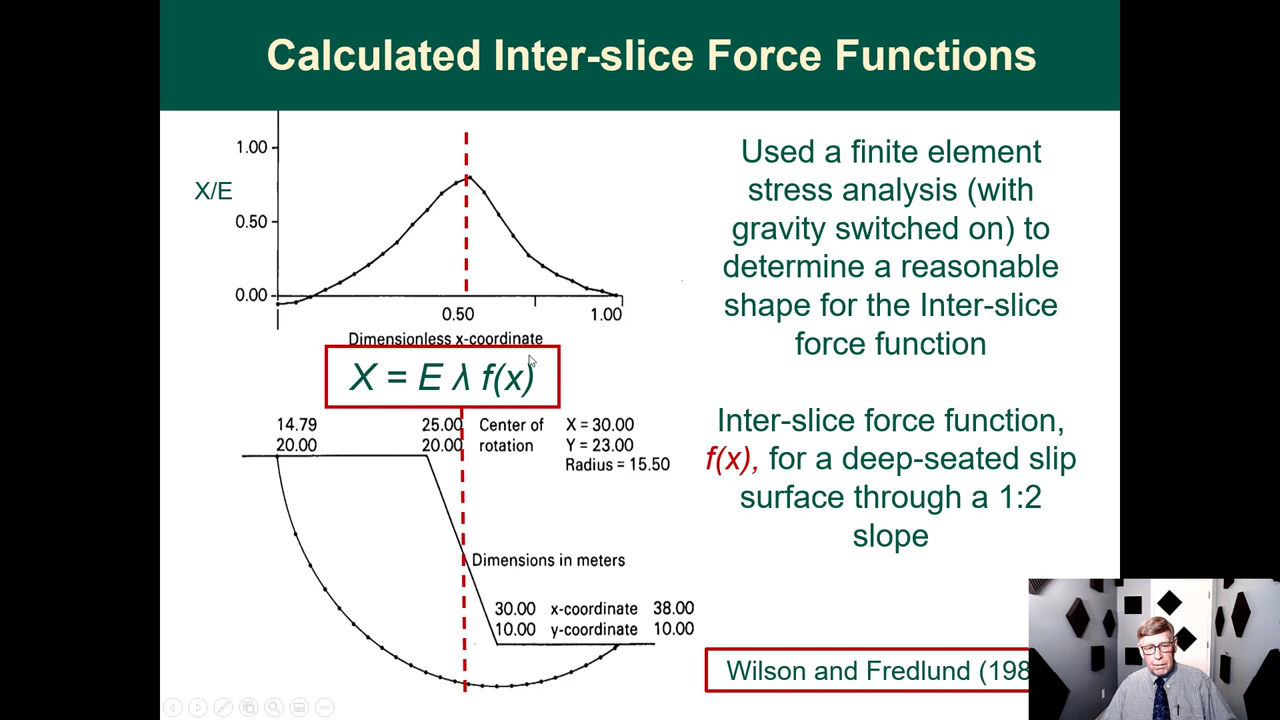 Calculated Inter-slice Force Functions
1.00
X/E
0.50
0.00
0.50
1.00
Dimensionless x-coordinate
X = E λ f(x)
14.79
20.00
25.00
20.00
Center of
rotation
X = 30.00
Y = 23.00
Radius = 15.50
Dimensions in meters
30.00 x-coordinate 38.00
10.00 y-coordinate 10.00
Used a finite element
stress analysis (with
gravity switched on) to
determine a reasonable
shape for the Inter-slice
force function
Inter-slice force function,
f(x), for a deep-seated slip
surface through a 1:2
slope
Wilson and Fredlund (198